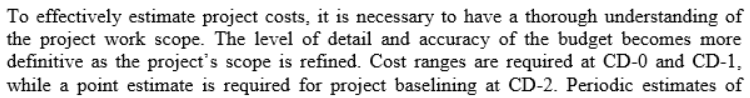 To effectively estimate project costs, it is necessary to have a thorough understanding of
the project work scope. The level of detail and accuracy of the budget becomes more
definitive as the project's scope is refined. Cost ranges are required at CD-0 and CD-1,
while a point estimate is required for project baselining at CD-2. Periodic estimates of